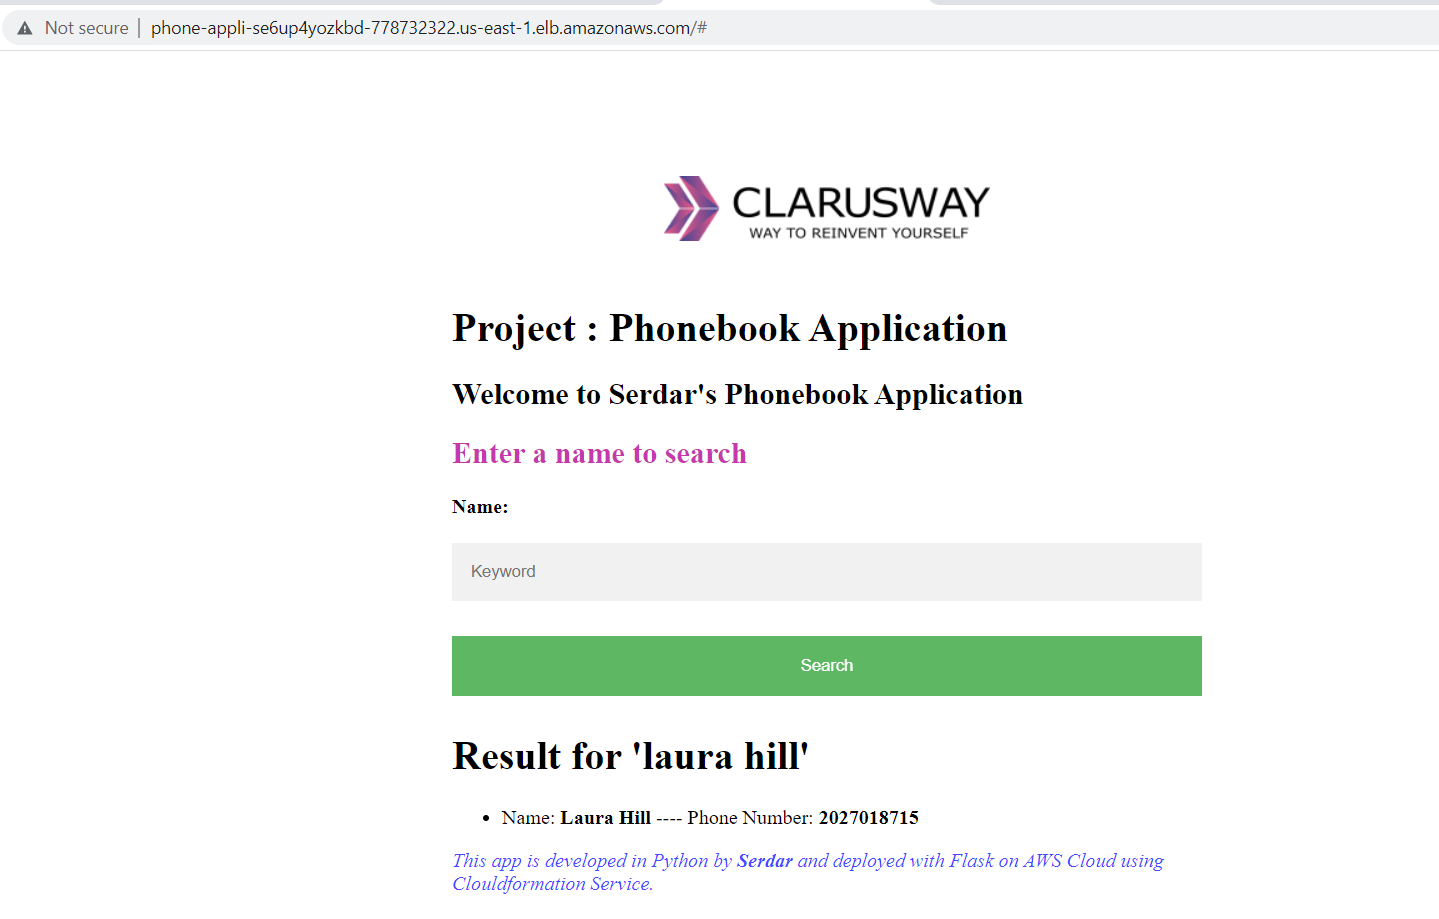 Not secure | phone-appli-se6up4yozkbd-778732322.us-east-1.elb.amazonaws.com/#
CLARUSWAY
WAY TO REINVENT YOURSELF
Project : Phonebook Application
Welcome to Serdar's Phonebook Application
Enter a name to search
Name:
Keyword
Search
Result for 'laura hill'
• Name: Laura Hill ---- Phone Number: 2027018715
This app is developed in Python by Serdar and deployed with Flask on AWS Cloud using
Clouldformation Service.